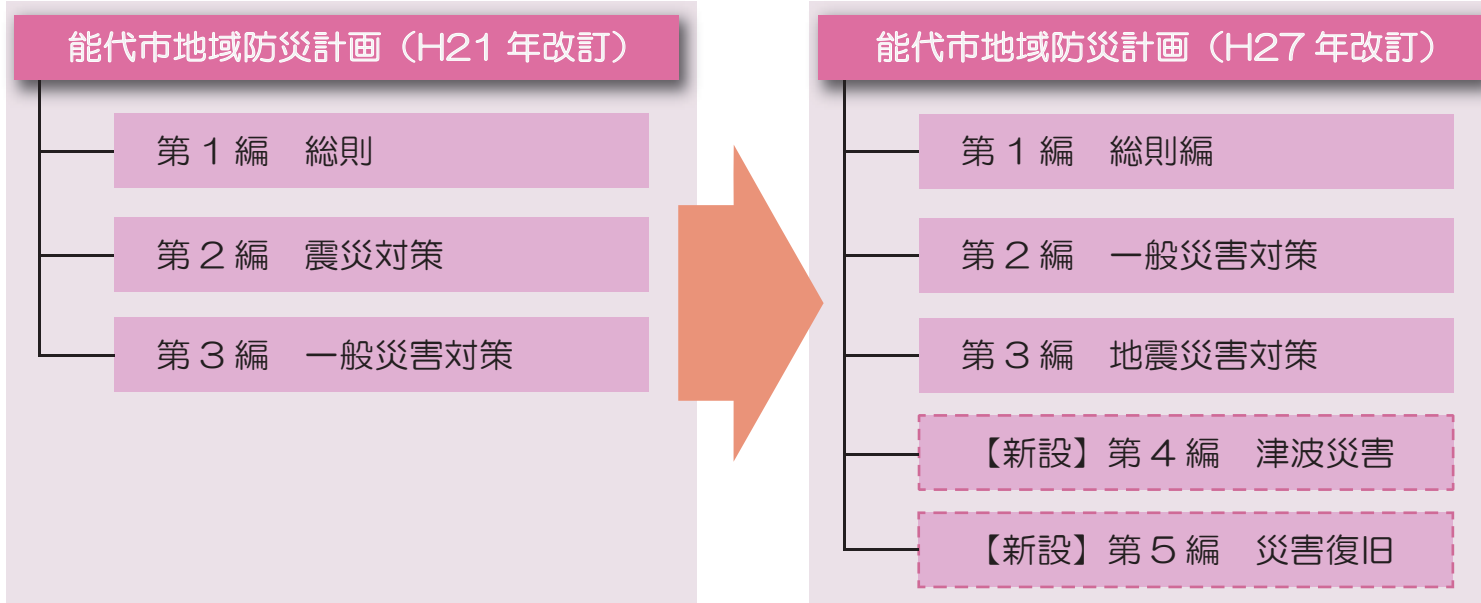 能代市地域防災計画（H21 年改訂）
第 1 編　総則
第 2 編　震災対策
第 3 編　一般災害対策
能代市地域防災計画（H27 年改訂）
第 1 編　総則編
第 2 編　一般災害対策
第 3 編　地震災害対策
【新設】第 4 編　津波災害
【新設】第 5 編　災害復旧